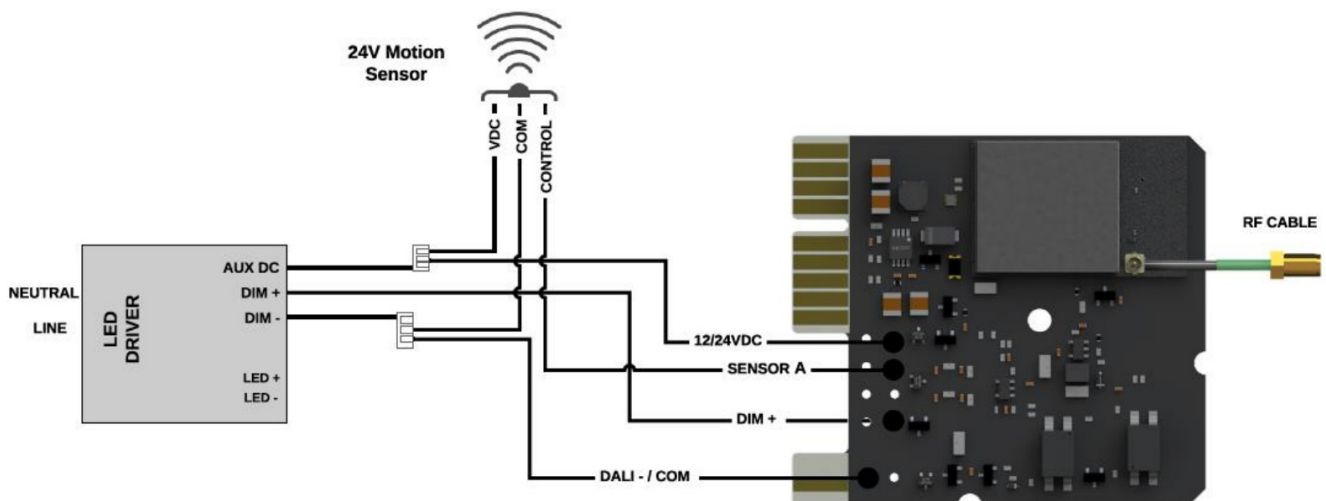 24V Motion
Sensor
VDC
COM
CONTROL
RF CABLE
NEUTRAL
LINE
LED
DRIVER
AUX DC
DIM +
DIM -
LED +
LED -
12/24VDC
SENSOR A
DIM +
DALI - / COM